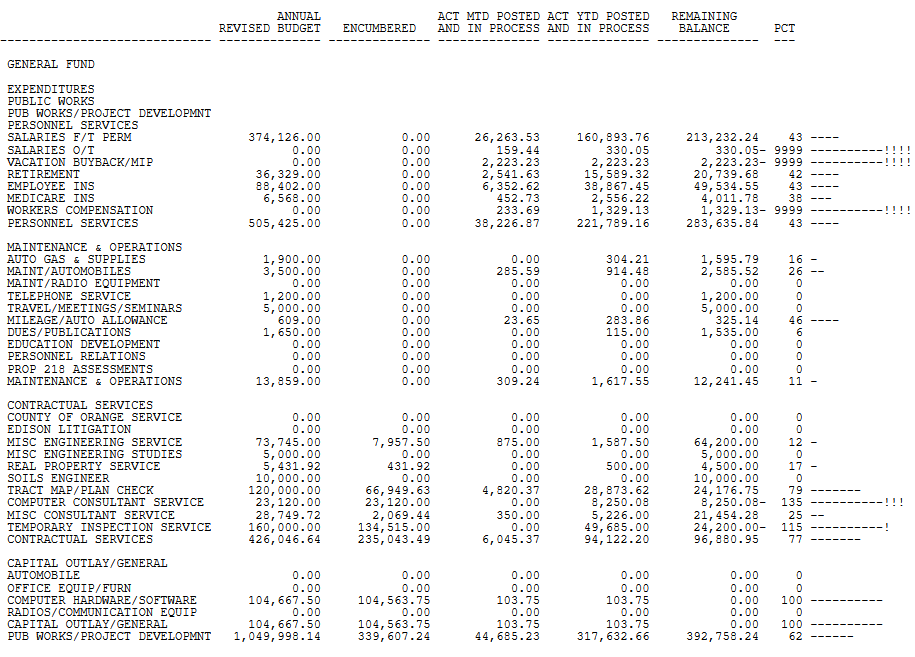 ANNUAL ACT MTD POSTED ACT YTD POSTED REMAINING
REVISED BUDGET ENCUMBERED AND IN PROCESS AND IN PROCESS BALANCE PCT
----------------------------- -------------- -------------- -------------- -------------- -------------- ---
GENERAL FUND
EXPENDITURES
PUBLIC WORKS
PUB WORKS/PROJECT DEVELOPMNT
PERSONNEL SERVICES
SALARIES F/T PERM 374,126.00 0.00 26,263.53 160,893.76 213,232.24 43 ----
SALARIES O/T 0.00 0.00 159.44 330.05 330.05- 9999 ----------!!!!
VACATION BUYBACK/MIP 0.00 0.00 2,223.23 2,223.23 2,223.23- 9999 ----------!!!!
RETIREMENT 36,329.00 0.00 2,541.63 15,589.32 20,739.68 42 ----
EMPLOYEE INS 88,402.00 0.00 6,352.62 38,867.45 49,534.55 43 ----
MEDICARE INS 6,568.00 0.00 452.73 2,556.22 4,011.78 38 ---
WORKERS COMPENSATION 0.00 0.00 233.69 1,329.13 1,329.13- 9999 ----------!!!!
PERSONNEL SERVICES 505,425.00 0.00 38,226.87 221,789.16 283,635.84 43 ----
MAINTENANCE & OPERATIONS
AUTO GAS & SUPPLIES 1,900.00 0.00 0.00 304.21 1,595.79 16 -
MAINT/AUTOMOBILES 3,500.00 0.00 285.59 914.48 2,585.52 26 --
MAINT/RADIO EQUIPMENT 0.00 0.00 0.00 0.00 0.00 0
TELEPHONE SERVICE 1,200.00 0.00 0.00 0.00 1,200.00 0
TRAVEL/MEETINGS/SEMINARS 5,000.00 0.00 0.00 0.00 5,000.00 0
MILEAGE/AUTO ALLOWANCE 609.00 0.00 23.65 283.86 325.14 46 ----
DUES/PUBLICATIONS 1,650.00 0.00 0.00 115.00 1,535.00 6
EDUCATION DEVELOPMENT 0.00 0.00 0.00 0.00 0.00 0
PERSONNEL RELATIONS 0.00 0.00 0.00 0.00 0.00 0
PROP 218 ASSESSMENTS 0.00 0.00 0.00 0.00 0.00 0
MAINTENANCE & OPERATIONS 13,859.00 0.00 309.24 1,617.55 12,241.45 11 -
CONTRACTUAL SERVICES
COUNTY OF ORANGE SERVICE 0.00 0.00 0.00 0.00 0.00 0
EDISON LITIGATION 0.00 0.00 0.00 0.00 0.00 0
MISC ENGINEERING SERVICE 73,745.00 7,957.50 875.00 1,587.50 64,200.00 12 -
MISC ENGINEERING STUDIES 5,000.00 0.00 0.00 0.00 5,000.00 0
REAL PROPERTY SERVICE 5,431.92 431.92 0.00 500.00 4,500.00 17 -
SOILS ENGINEER 10,000.00 0.00 0.00 0.00 10,000.00 0
TRACT MAP/PLAN CHECK 120,000.00 66,949.63 4,820.37 28,873.62 24,176.75 79 -------
COMPUTER CONSULTANT SERVICE 23,120.00 23,120.00 0.00 8,250.08 8,250.08- 135 ----------!!!
MISC CONSULTANT SERVICE 28,749.72 2,069.44 350.00 5,226.00 21,454.28 25 --
TEMPORARY INSPECTION SERVICE 160,000.00 134,515.00 0.00 49,685.00 24,200.00- 115 ----------!
CONTRACTUAL SERVICES 426,046.64 235,043.49 6,045.37 94,122.20 96,880.95 77 -------
CAPITAL OUTLAY/GENERAL
AUTOMOBILE 0.00 0.00 0.00 0.00 0.00 0
OFFICE EQUIP/FURN 0.00 0.00 0.00 0.00 0.00 0
COMPUTER HARDWARE/SOFTWARE 104,667.50 104,563.75 103.75 103.75 0.00 100 ----------
RADIOS/COMMUNICATION EQUIP 0.00 0.00 0.00 0.00 0.00 0
CAPITAL OUTLAY/GENERAL 104,667.50 104,563.75 103.75 103.75 0.00 100 ----------
PUB WORKS/PROJECT DEVELOPMNT 1,049,998.14 339,607.24 44,685.23 317,632.66 392,758.24 62 ------